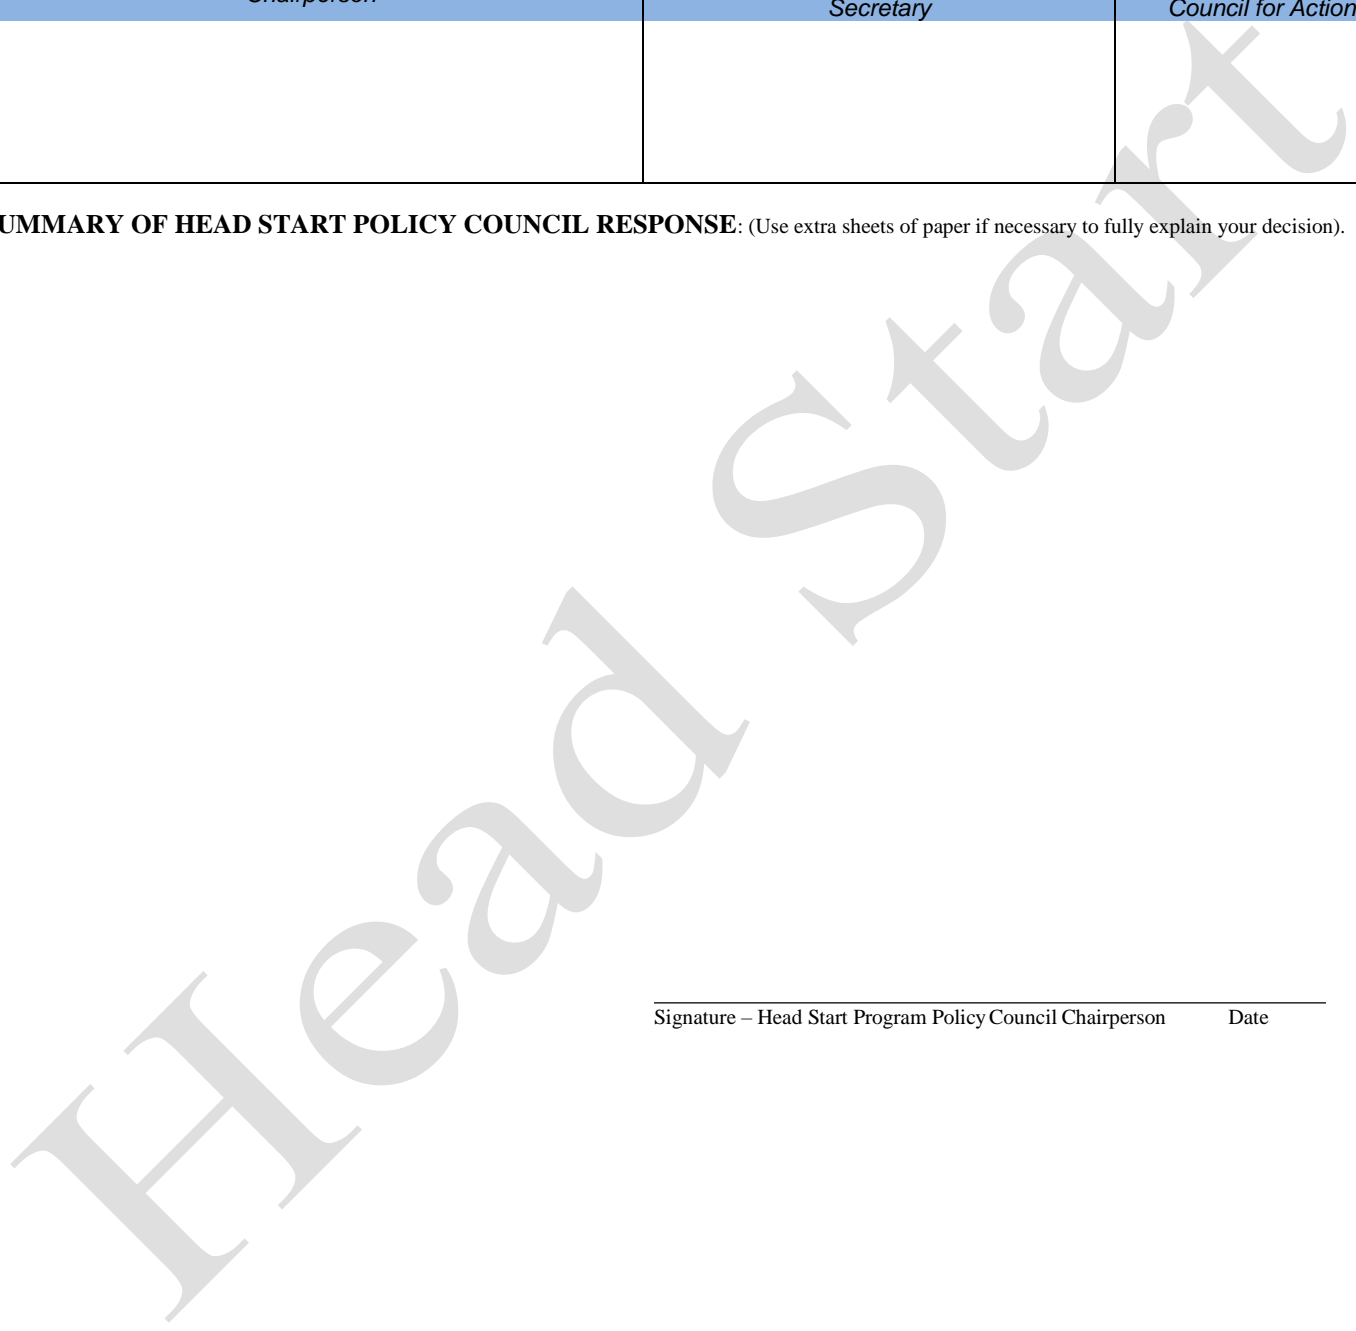 Chairperson
Secretary
Council for Action
UMMARY OF HEAD START POLICY COUNCIL RESPONSE: (Use extra sheets of paper if necessary to fully explain your decision).
Head Start
Signature – Head Start Program Policy Council Chairperson Date